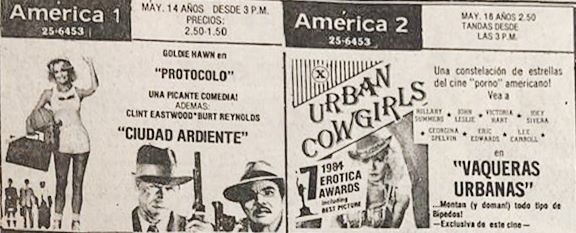 América 1
25-6453
MAY. 14 AÑOS DESDE 3 P.M.
PRECIOS:
2.50-1.50
GOLDIE HAWN en
"PROTOCOLO"
UNA PICANTE COMEDIA!
ADEMAS:
CLINT EASTWOOD*BURT REYNOLDS
"CIUDAD ARDIENTE"
América 2
25-6453
MAY. 18 AÑOS 2.50
TANDAS DESDE
LAS 3 P.M.
X
URBAN
COWGIRLS
7
1984
EROTICA
AWARDS
Including
BEST PICTURE
Una constelación de estrellas
del cine "porno" americano!
Vea a
HILLARY SUMMERS * JOHN LESLIE * VICTORIA HART * JOEY SIVERA
* GEORGINA SPELVIN * ERIC EDWARDS * LEE CARROLL *
en
"VAQUERAS
URBANAS"
...Montan (y doman!) todo tipo de
Bípedos!
—Exclusiva de este cine—